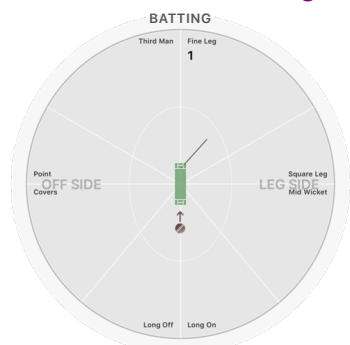 BATTING
Third Man
Fine Leg
1
Point
OFF SIDE
Covers
Square Leg
LEG SIDE
Mid Wicket
Long Off
Long On